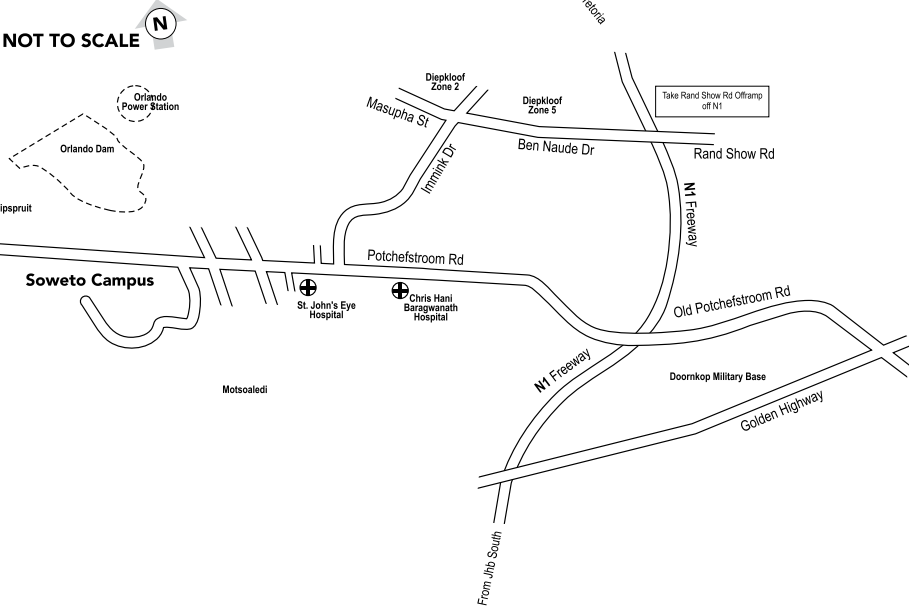 retoria
N
NOT TO SCALE
Diepkloof
Zone 2
Take Rand Show Rd Offramp
off N1
Orlando
Power Station
Diepkloof
Zone 5
Masupha St
Ben Naude Dr
Rand Show Rd
Orlando Dam
Immink Dr
N1 Freeway
ipspruit
Potchefstroom Rd
Soweto Campus
St. John's Eye
Hospital
Chris Hani
Baragwanath
Hospital
Old Potchefstroom Rd
N1 Freeway
Doornkop Military Base
Motsoaledi
Golden Highway
From Jhb South